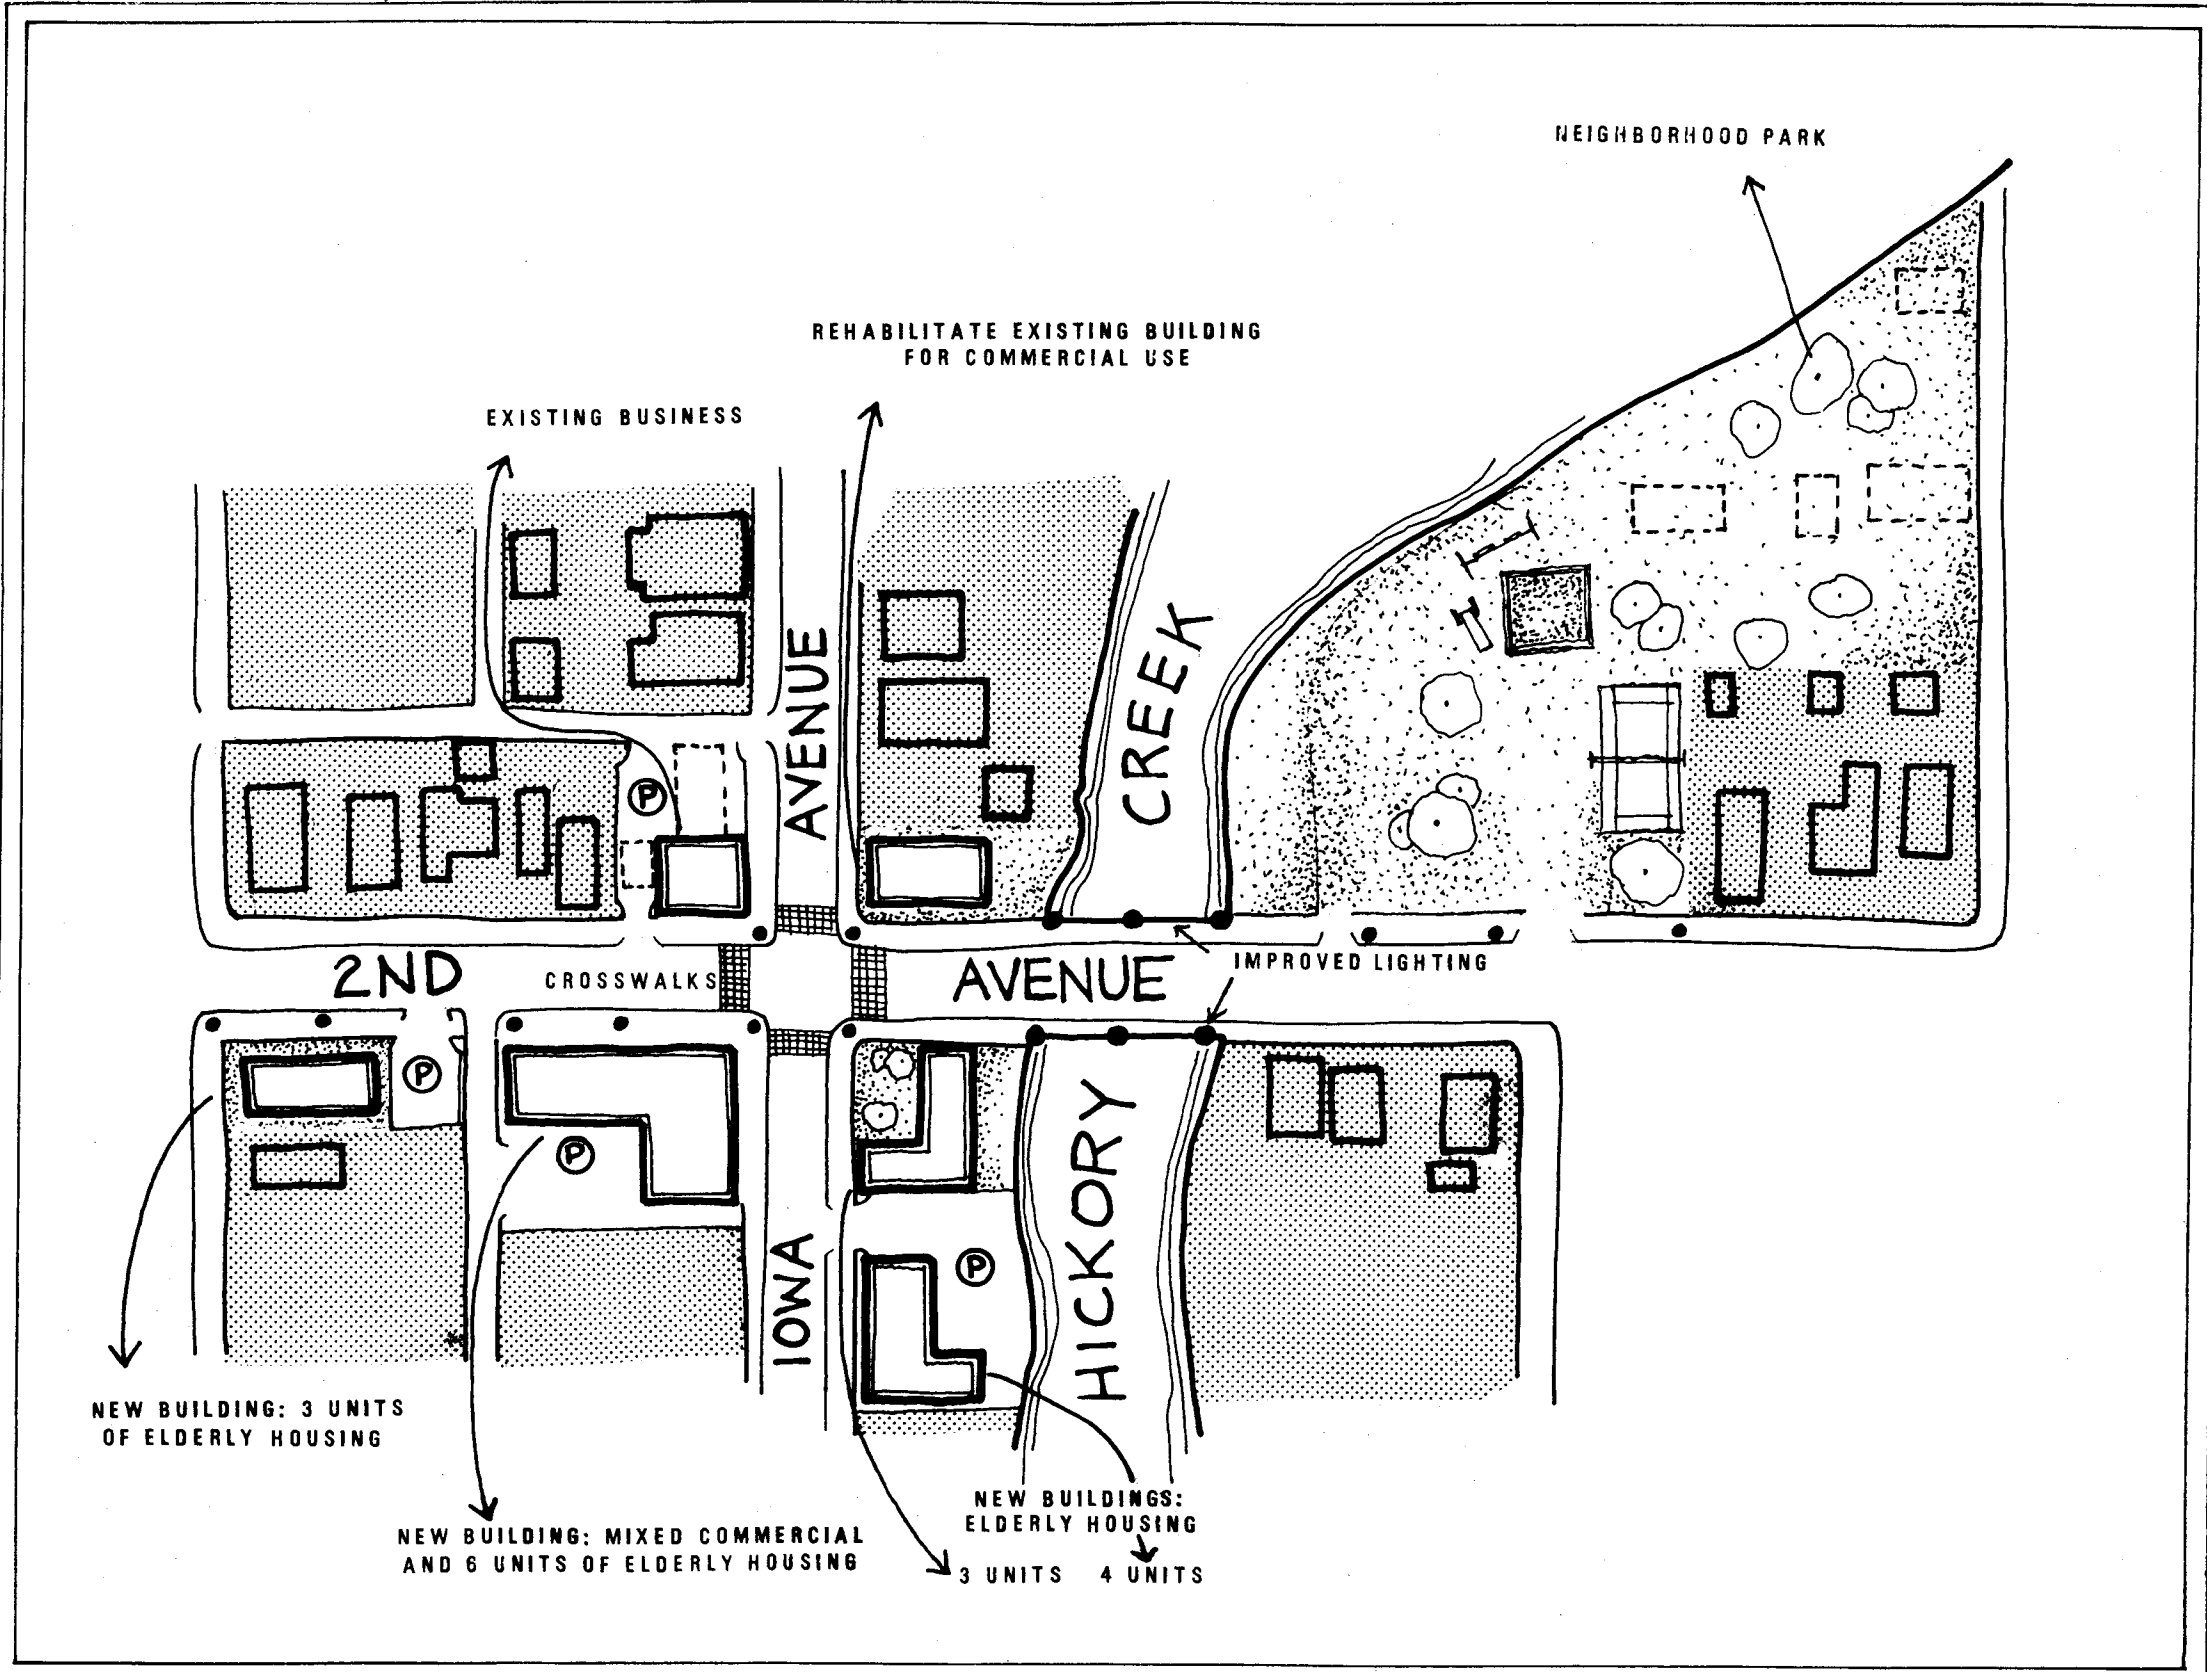 NEIGHBORHOOD PARK
REHABILITATE EXISTING BUILDING
FOR COMMERCIAL USE
EXISTING BUSINESS
AVENUE
CREEK
P
2ND
CROSSWALKS
AVENUE
IMPROVED LIGHTING
P
P
IOWA
P
HICKORY
NEW BUILDING: 3 UNITS
OF ELDERLY HOUSING
NEW BUILDING: MIXED COMMERCIAL
AND 6 UNITS OF ELDERLY HOUSING
NEW BUILDINGS:
ELDERLY HOUSING
3 UNITS 4 UNITS